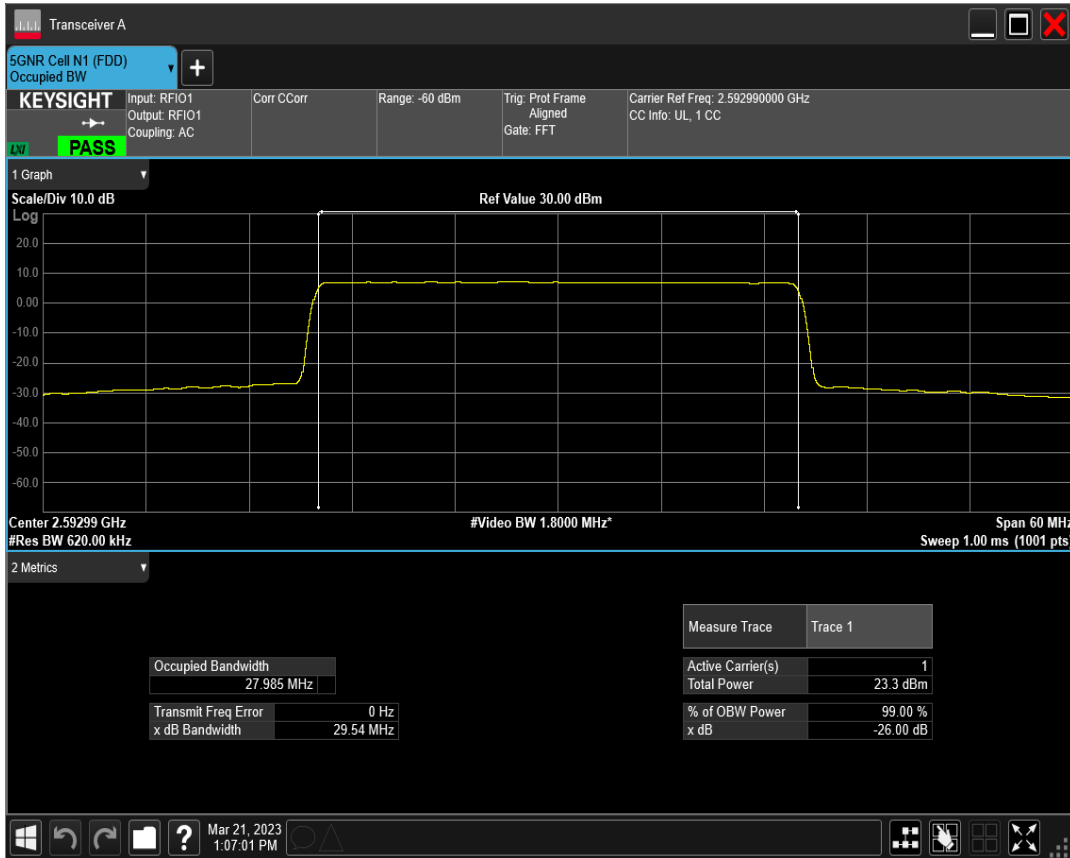 Transceiver A
5GNR Cell N1 (FDD)
Occupied BW
+
KEYSIGHT
LXI
PASS
Input: RFIO1
Output: RFIO1
Coupling: AC
Corr CCorr
Range: -60 dBm
Trig: Prot Frame
Aligned
Gate: FFT
Carrier Ref Freq: 2.592990000 GHz
CC Info: UL, 1 CC
1 Graph
Scale/Div 10.0 dB
Ref Value 30.00 dBm
Log
20.0
10.0
0.00
-10.0
-20.0
-30.0
-40.0
-50.0
-60.0
Center 2.59299 GHz
#Video BW 1.8000 MHz*
Span 60 MHz
#Res BW 620.00 kHz
Sweep 1.00 ms (1001 pts)
2 Metrics
Measure Trace Trace 1
Occupied Bandwidth
27.985 MHz
Active Carrier(s) 1
Total Power 23.3 dBm
Transmit Freq Error 0 Hz
x dB Bandwidth 29.54 MHz
% of OBW Power 99.00 %
x dB -26.00 dB
?
Mar 21, 2023
1:07:01 PM